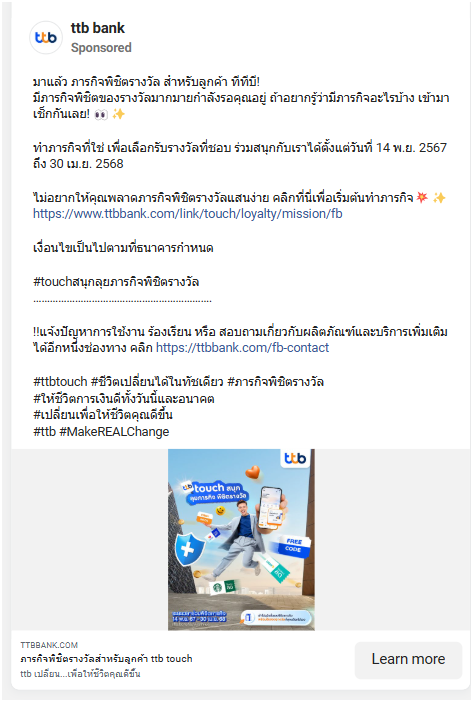 ttb bank
Sponsored
มาแล้ว ภารกิจพิชิตรางวัล สำหรับลูกค้า ทีทีบี!
มีภารกิจพิชิตของรางวัลมากมายกำลังรอคุณอยู่ ถ้าอยากรู้ว่ามีภารกิจอะไรบ้าง เข้ามา
เช็กกันเลย! 👀 ✨
ทำภารกิจที่ใช่ เพื่อเลือกรับรางวัลที่ชอบ ร่วมสนุกกับเราได้ตั้งแต่วันที่ 14 พ.ย. 2567
ถึง 30 เม.ย. 2568
ไม่อยากให้คุณพลาดภารกิจพิชิตรางวัลแสนง่าย คลิกที่นี่เพื่อเริ่มต้นทำภารกิจ 💥 ✨
https://www.ttbbank.com/link/touch/loyalty/mission/fb
เงื่อนไขเป็นไปตามที่ธนาคารกำหนด
#touchสนุกลุยภารกิจพิชิตรางวัล
..............................................................
!!แจ้งปัญหาการใช้งาน ร้องเรียน หรือ สอบถามเกี่ยวกับผลิตภัณฑ์และบริการเพิ่มเติม
ได้อีกหนึ่งช่องทาง คลิก https://ttbbank.com/fb-contact
#ttbtouch #ชีวิตเปลี่ยนได้ในทัชเดียว #ภารกิจพิชิตรางวัล
#ให้ชีวิตการเงินดีทั้งวันนี้และอนาคต
#เปลี่ยนเพื่อให้ชีวิตคุณดีขึ้น
#ttb #MakeREALChange
ttb
ttb touch สนุก
ลุยภารกิจ พิชิตรางวัล
FREE
CODE
14 พ.ย. 67 - 30 เม.ย. 68
TTBBANK.COM
ภารกิจพิชิตรางวัลสำหรับลูกค้า ttb touch
ttb เปลี่ยน...เพื่อให้ชีวิตคุณดีขึ้น
Learn more